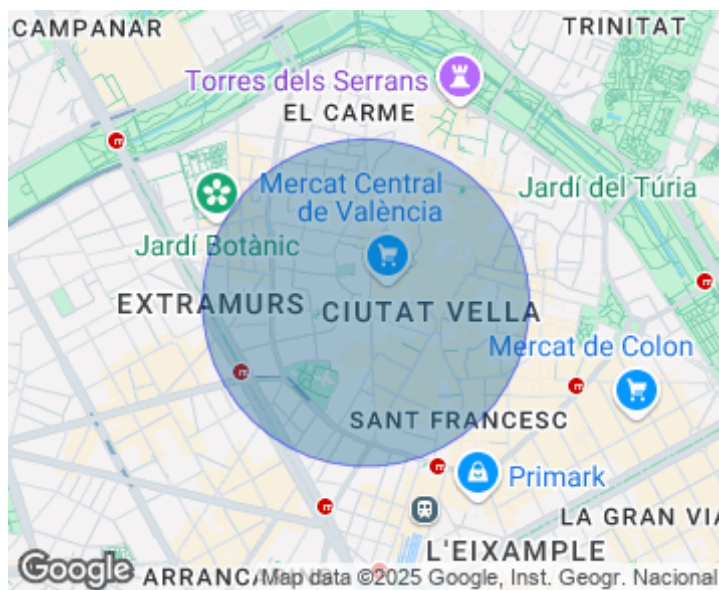 CAMPANAR
TRINITAT
Torres dels Serrans
EL CARME
Mercat Central
de València
Jardí del Túria
Jardí Botànic
EXTRAMURS
CIUTAT VELLA
Mercat de Colon
SANT FRANCESC
Primark
LA GRAN VIA
L'EIXAMPLE
Google
Map data ©2025 Google, Inst. Geogr. Nacional